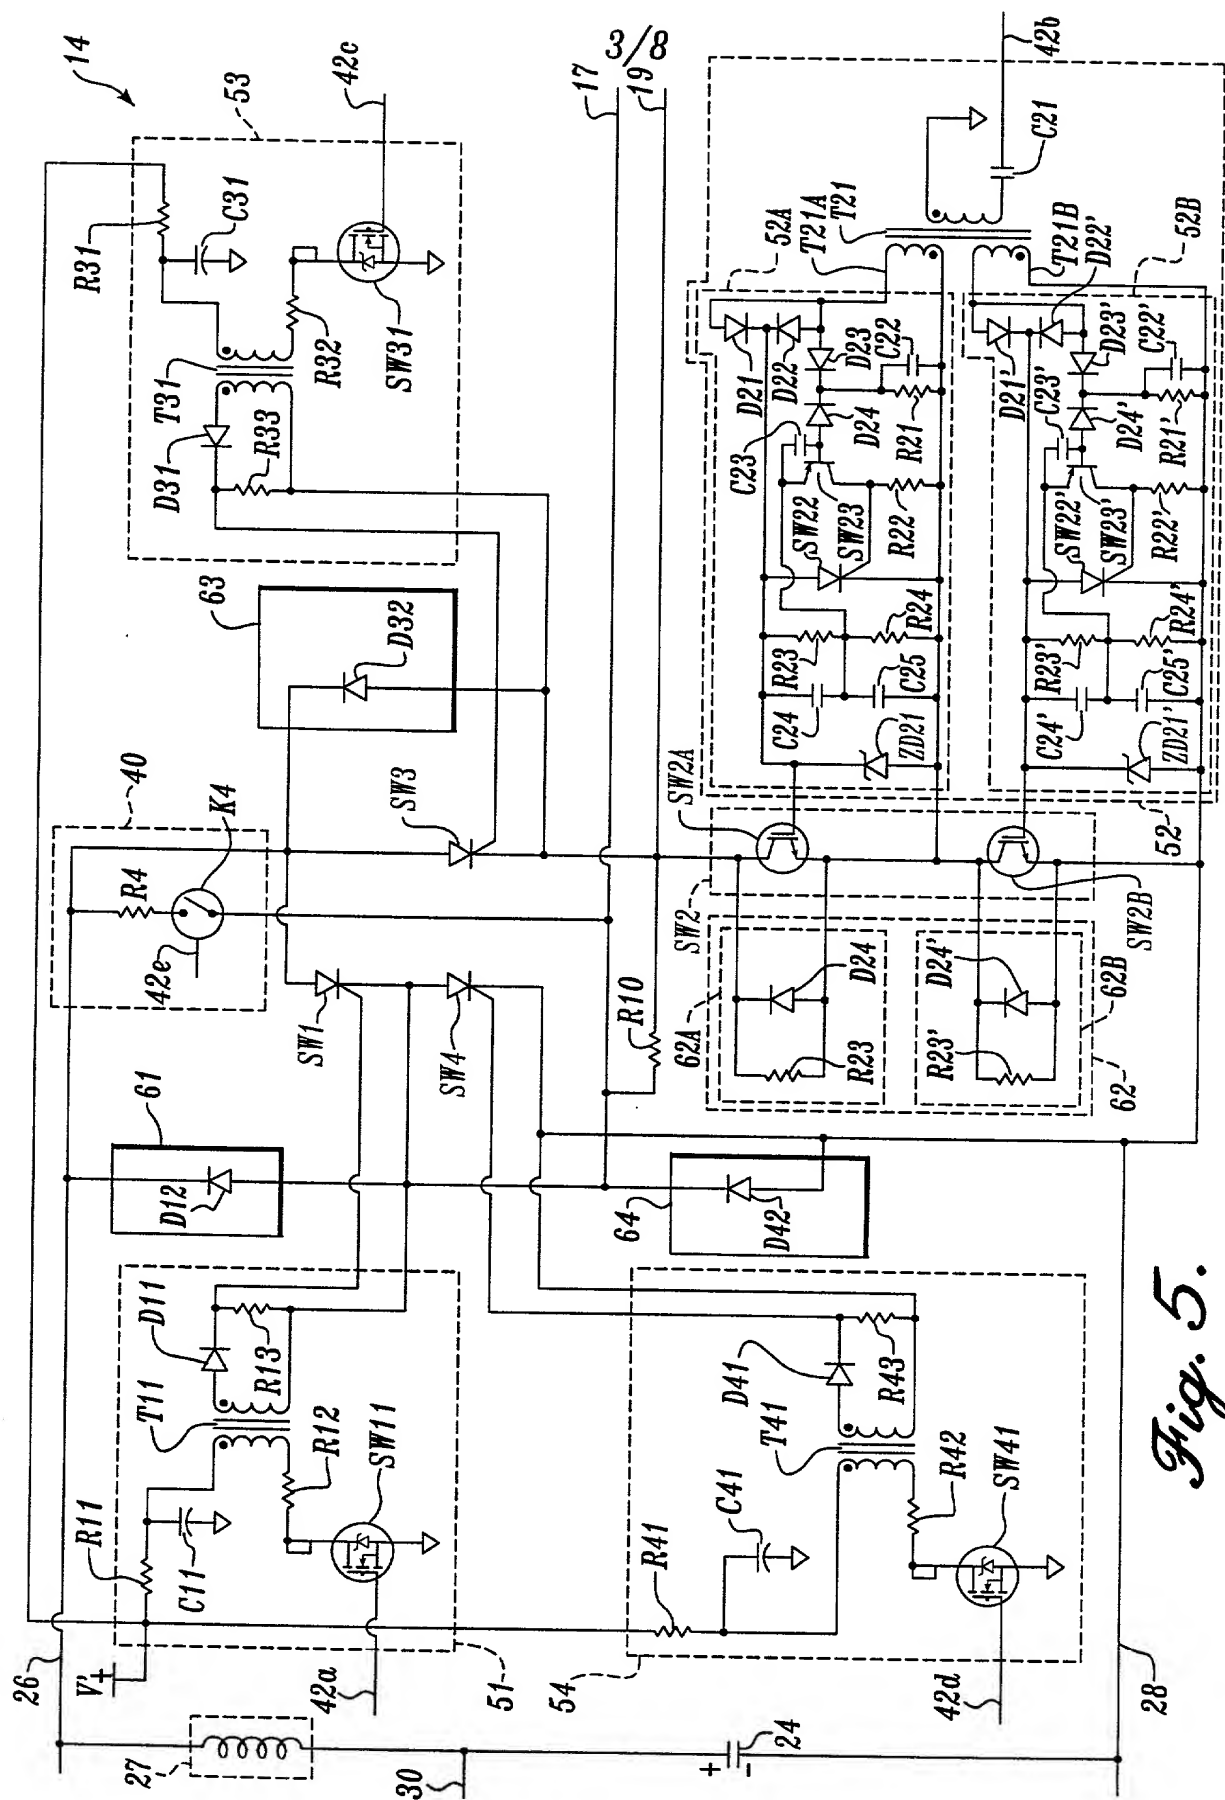 3/8
14
53
42c
R31
C31
T31
D31
R33
R32
SW31
17
19
63
D32
40
K4
R4
42e
SW3
SW1
SW4
61
D12
64
D42
R10
26
V'+
R11
C11
T11
D11
R13
R12
SW11
42a
51
27
30
24
+
-
54
R41
C41
T41
D41
R43
R42
SW41
42d
28
SW2
SW2A
SW2B
62A
D24
R23
D24'
R23'
62B
62
52
42b
C21
T21
T21A
52A
T21B
52B
D21
D22
D23
C22
D24
R21
C23
SW22
SW23
R22
R23
R24
C24
C25
ZD21
D21'
D22'
D23'
C22'
C23'
D24'
R21'
SW22'
SW23'
R22'
R23'
R24'
C24'
C25'
ZD21'
Fig. 5.